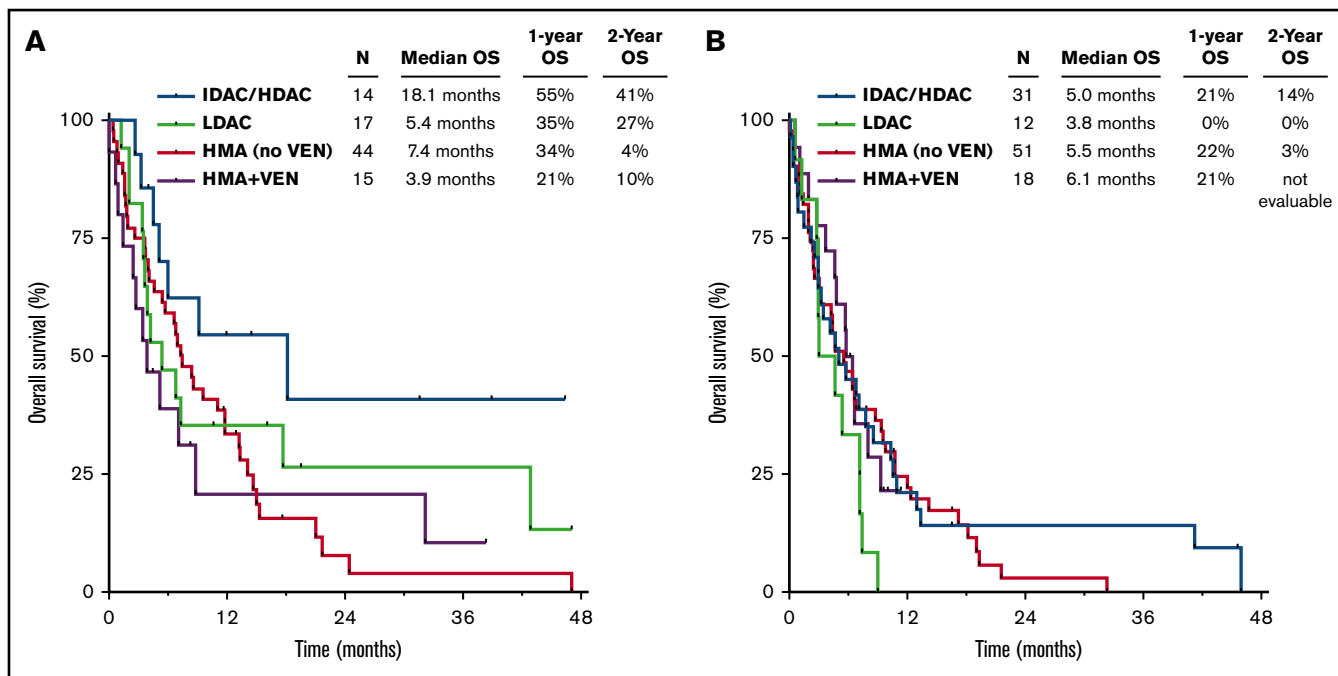 A
N Median OS 1-year OS 2-Year OS
IDAC/HDAC 14 18.1 months 55% 41%
LDAC 17 5.4 months 35% 27%
HMA (no VEN) 44 7.4 months 34% 4%
HMA+VEN 15 3.9 months 21% 10%
100
75
50
25
0
Overall survival (%)
0 12 24 36 48
Time (months)
B
N Median OS 1-year OS 2-Year OS
IDAC/HDAC 31 5.0 months 21% 14%
LDAC 12 3.8 months 0% 0%
HMA (no VEN) 51 5.5 months 22% 3%
HMA+VEN 18 6.1 months 21% not evaluable
100
75
50
25
0
Overall survival (%)
0 12 24 36 48
Time (months)